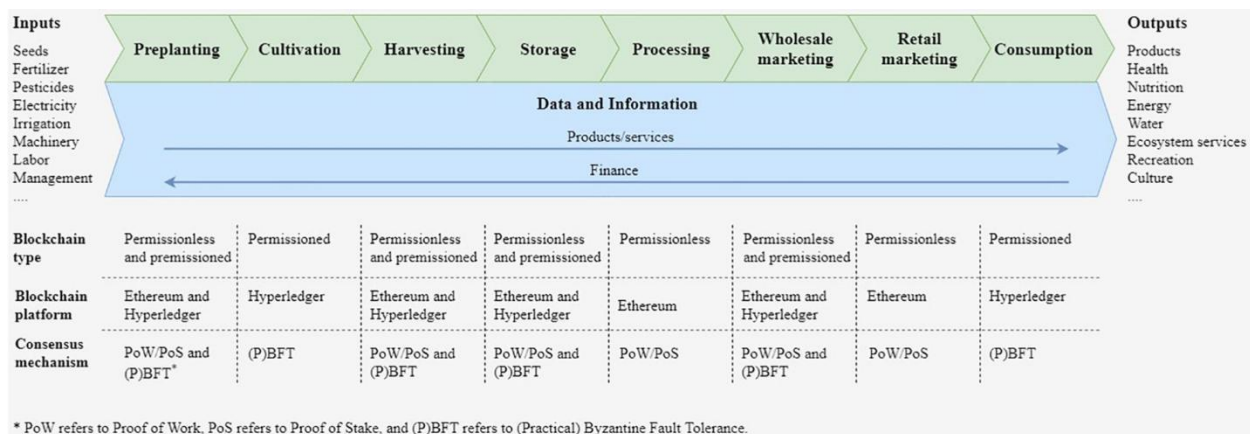 Inputs
Seeds
Fertilizer
Pesticides
Electricity
Irrigation
Machinery
Labor
Management
....
Preplanting
Cultivation
Harvesting
Storage
Processing
Wholesale
marketing
Retail
marketing
Consumption
Data and Information
Products/services
Finance
Outputs
Products
Health
Nutrition
Energy
Water
Ecosystem services
Recreation
Culture
....
Blockchain
type
Permissionless
and premissioned
Permissioned
Permissionless
and premissioned
Permissionless
and premissioned
Permissionless
Permissionless
and premissioned
Permissionless
Permissioned
Blockchain
platform
Ethereum and
Hyperledger
Hyperledger
Ethereum and
Hyperledger
Ethereum and
Hyperledger
Ethereum
Ethereum and
Hyperledger
Ethereum
Hyperledger
Consensus
mechanism
PoW/PoS and
(P)BFT*
(P)BFT
PoW/PoS and
(P)BFT
PoW/PoS and
(P)BFT
PoW/PoS
PoW/PoS and
(P)BFT
PoW/PoS
(P)BFT
* PoW refers to Proof of Work, PoS refers to Proof of Stake, and (P)BFT refers to (Practical) Byzantine Fault Tolerance.